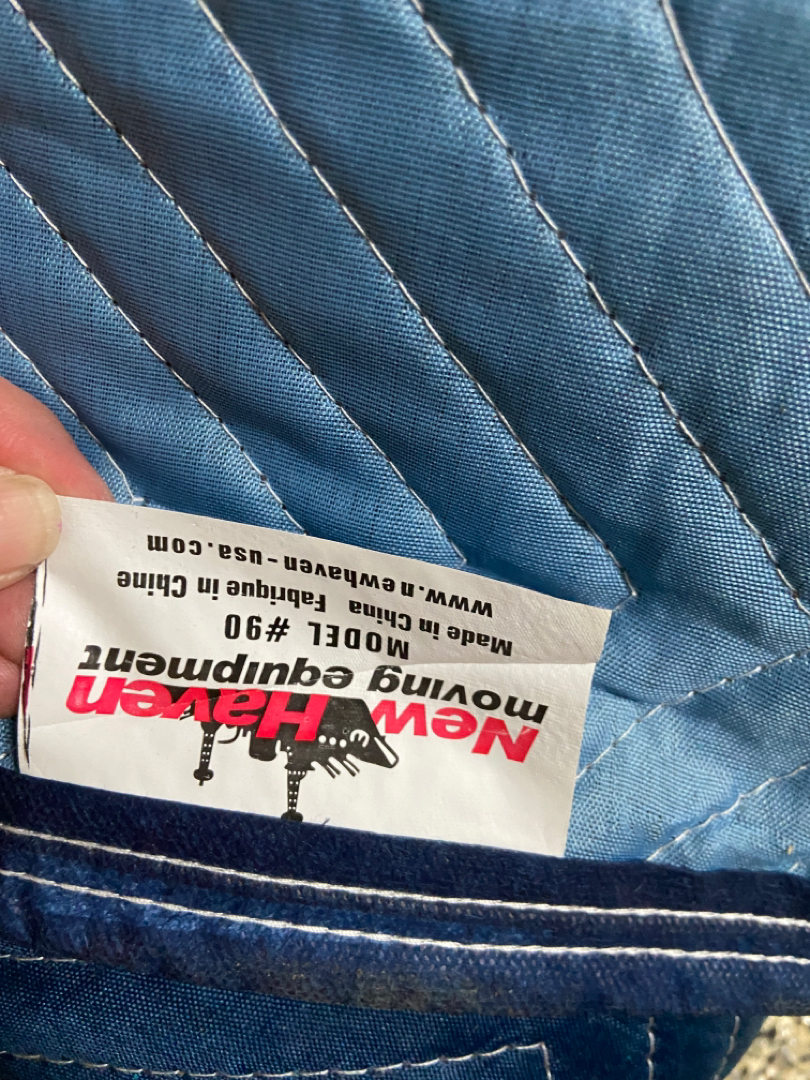 New Haven
moving equipment
MODEL #90
Made in China Fabrique in Chine
www.newhaven-usa.com